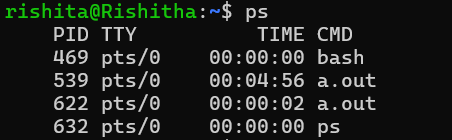 rishita@Rishitha:~$ ps
PID TTY TIME CMD
469 pts/0 00:00:00 bash
539 pts/0 00:04:56 a.out
622 pts/0 00:00:02 a.out
632 pts/0 00:00:00 ps